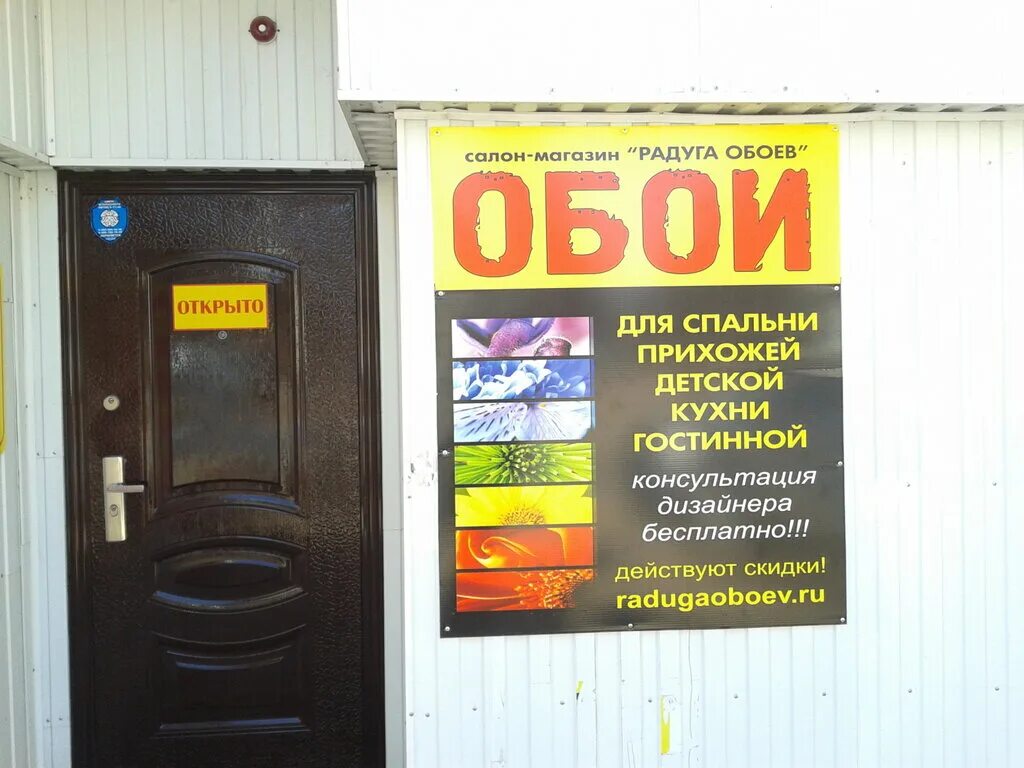 ОТКРЫТО
салон-магазин "РАДУГА ОБОЕВ"
ОБОИ
ДЛЯ СПАЛЬНИ
ПРИХОЖЕЙ
ДЕТСКОЙ
КУХНИ
ГОСТИННОЙ
консультация
дизайнера
бесплатно!!!
действуют скидки!
radugaoboev.ru